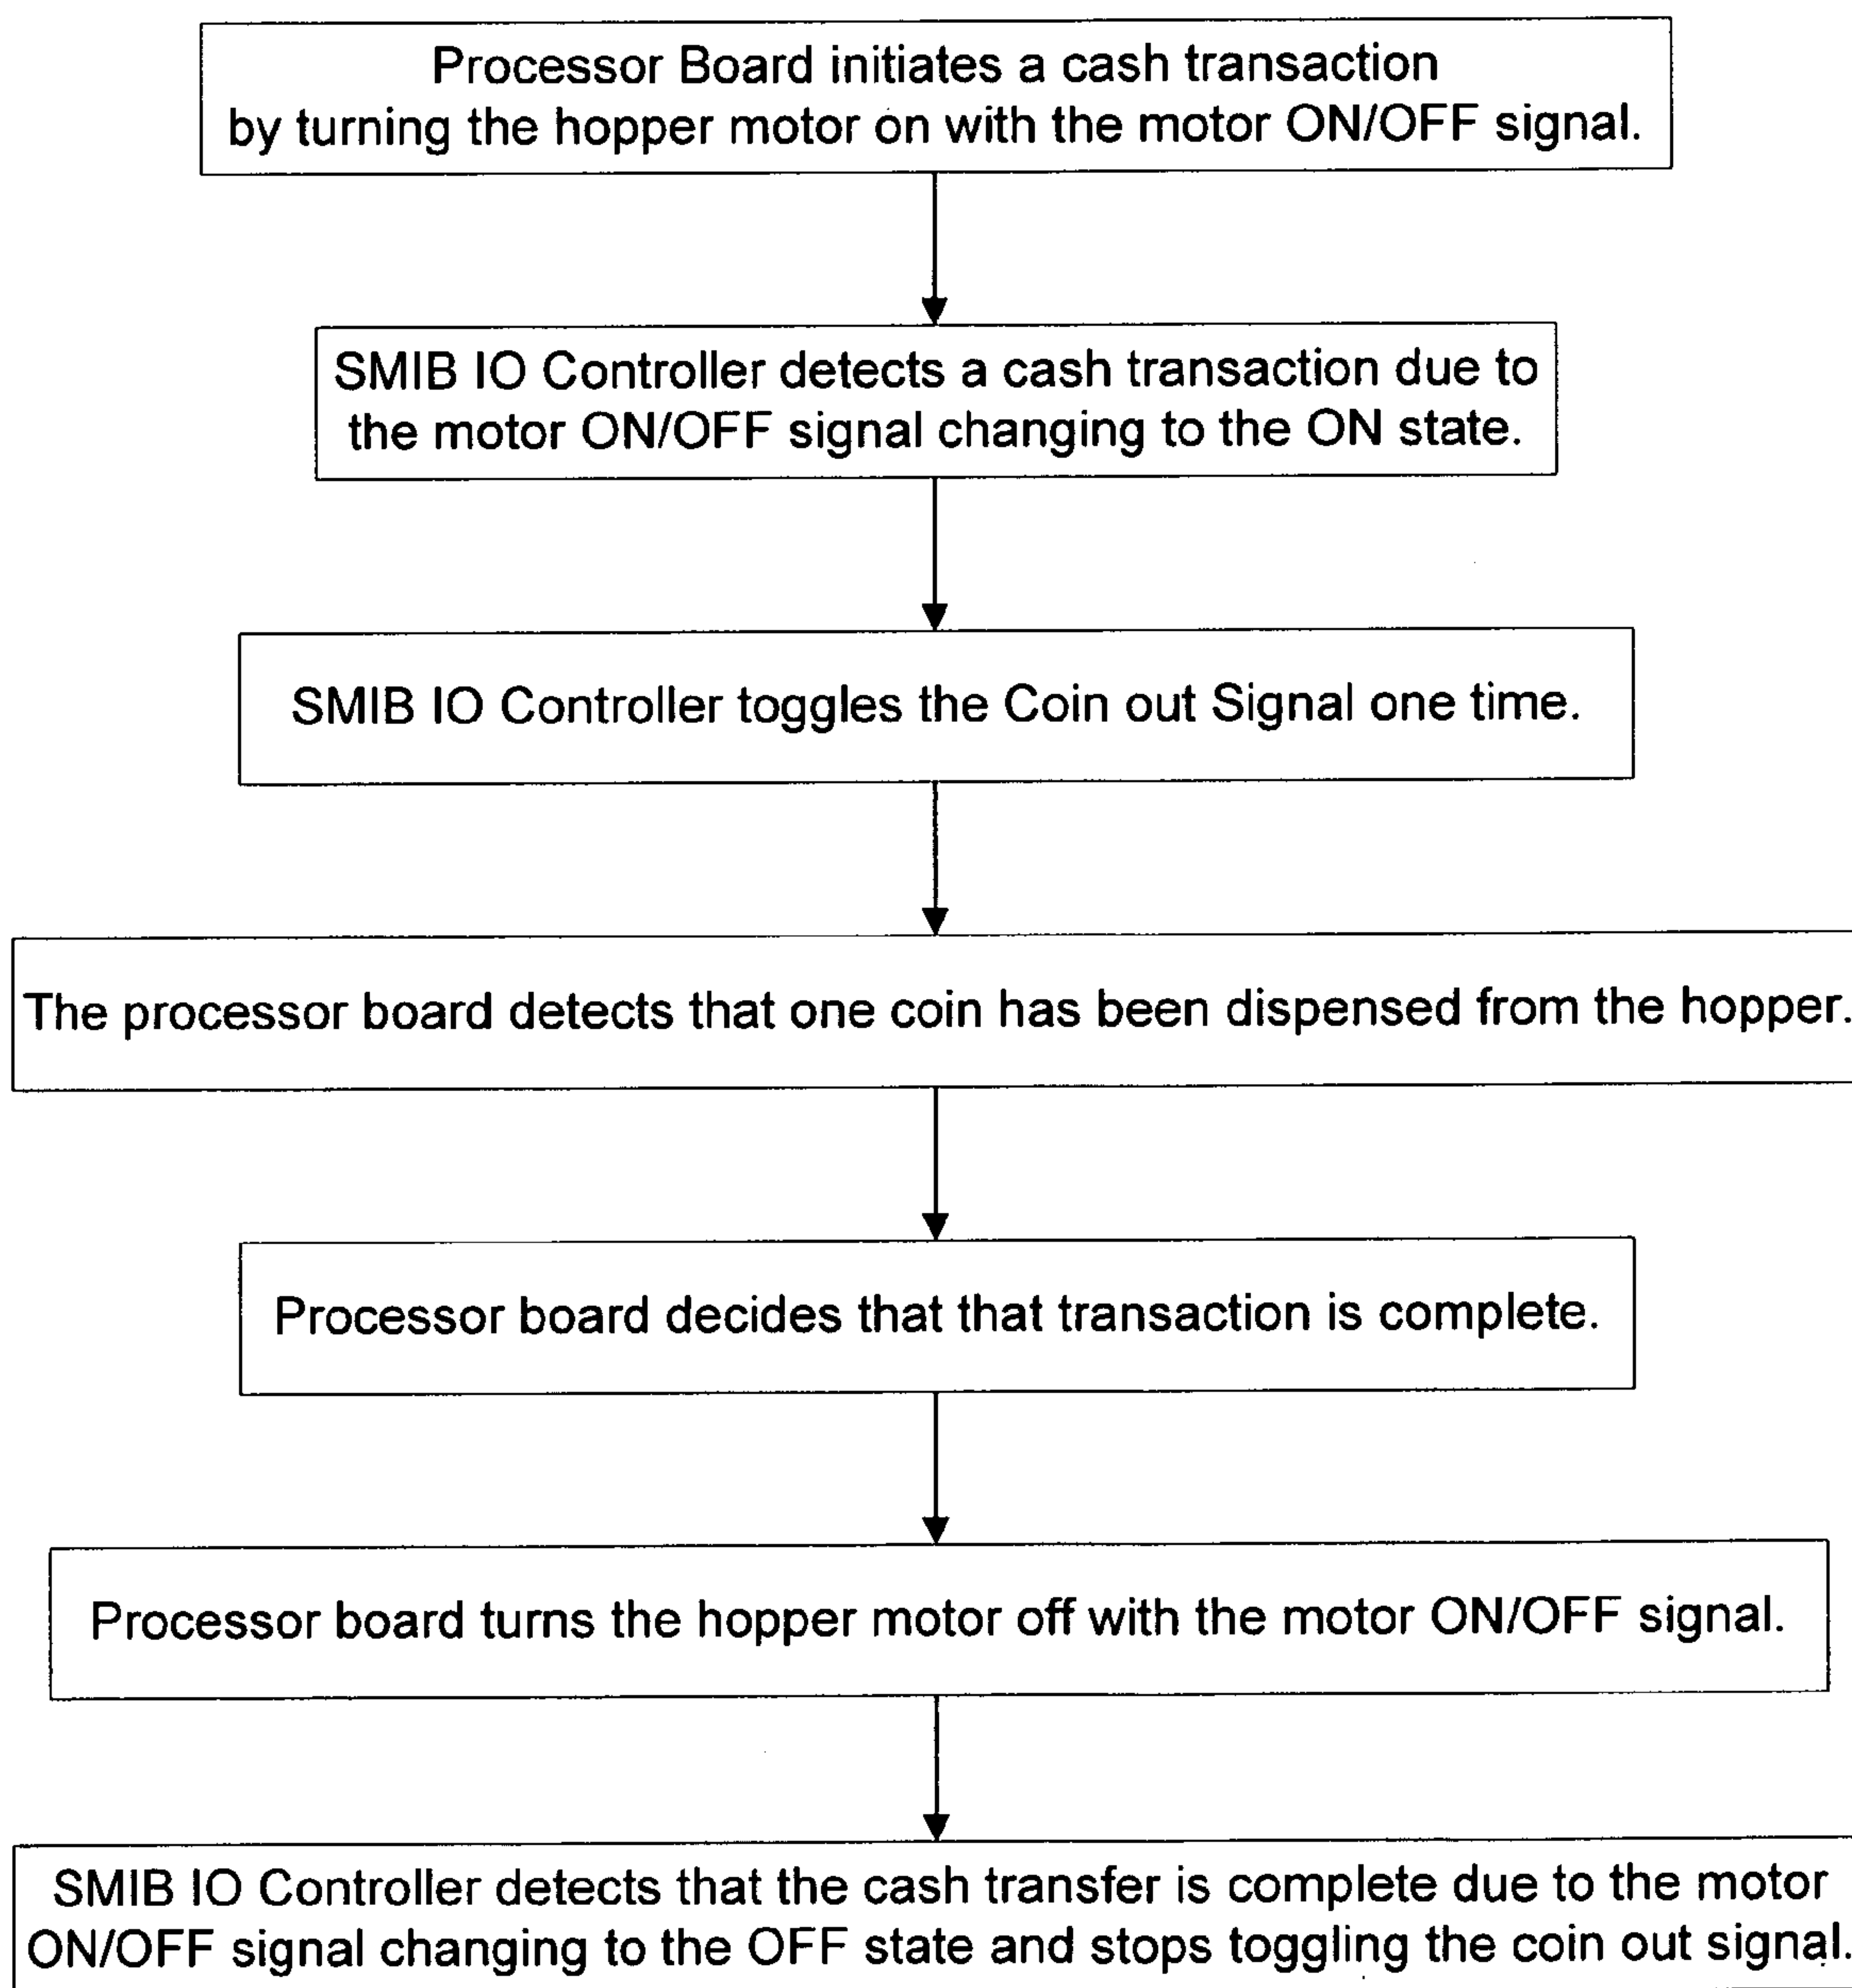 Processor Board initiates a cash transaction
by turning the hopper motor on with the motor ON/OFF signal.
SMIB IO Controller detects a cash transaction due to
the motor ON/OFF signal changing to the ON state.
SMIB IO Controller toggles the Coin out Signal one time.
The processor board detects that one coin has been dispensed from the hopper.
Processor board decides that that transaction is complete.
Processor board turns the hopper motor off with the motor ON/OFF signal.
SMIB IO Controller detects that the cash transfer is complete due to the motor
ON/OFF signal changing to the OFF state and stops toggling the coin out signal.